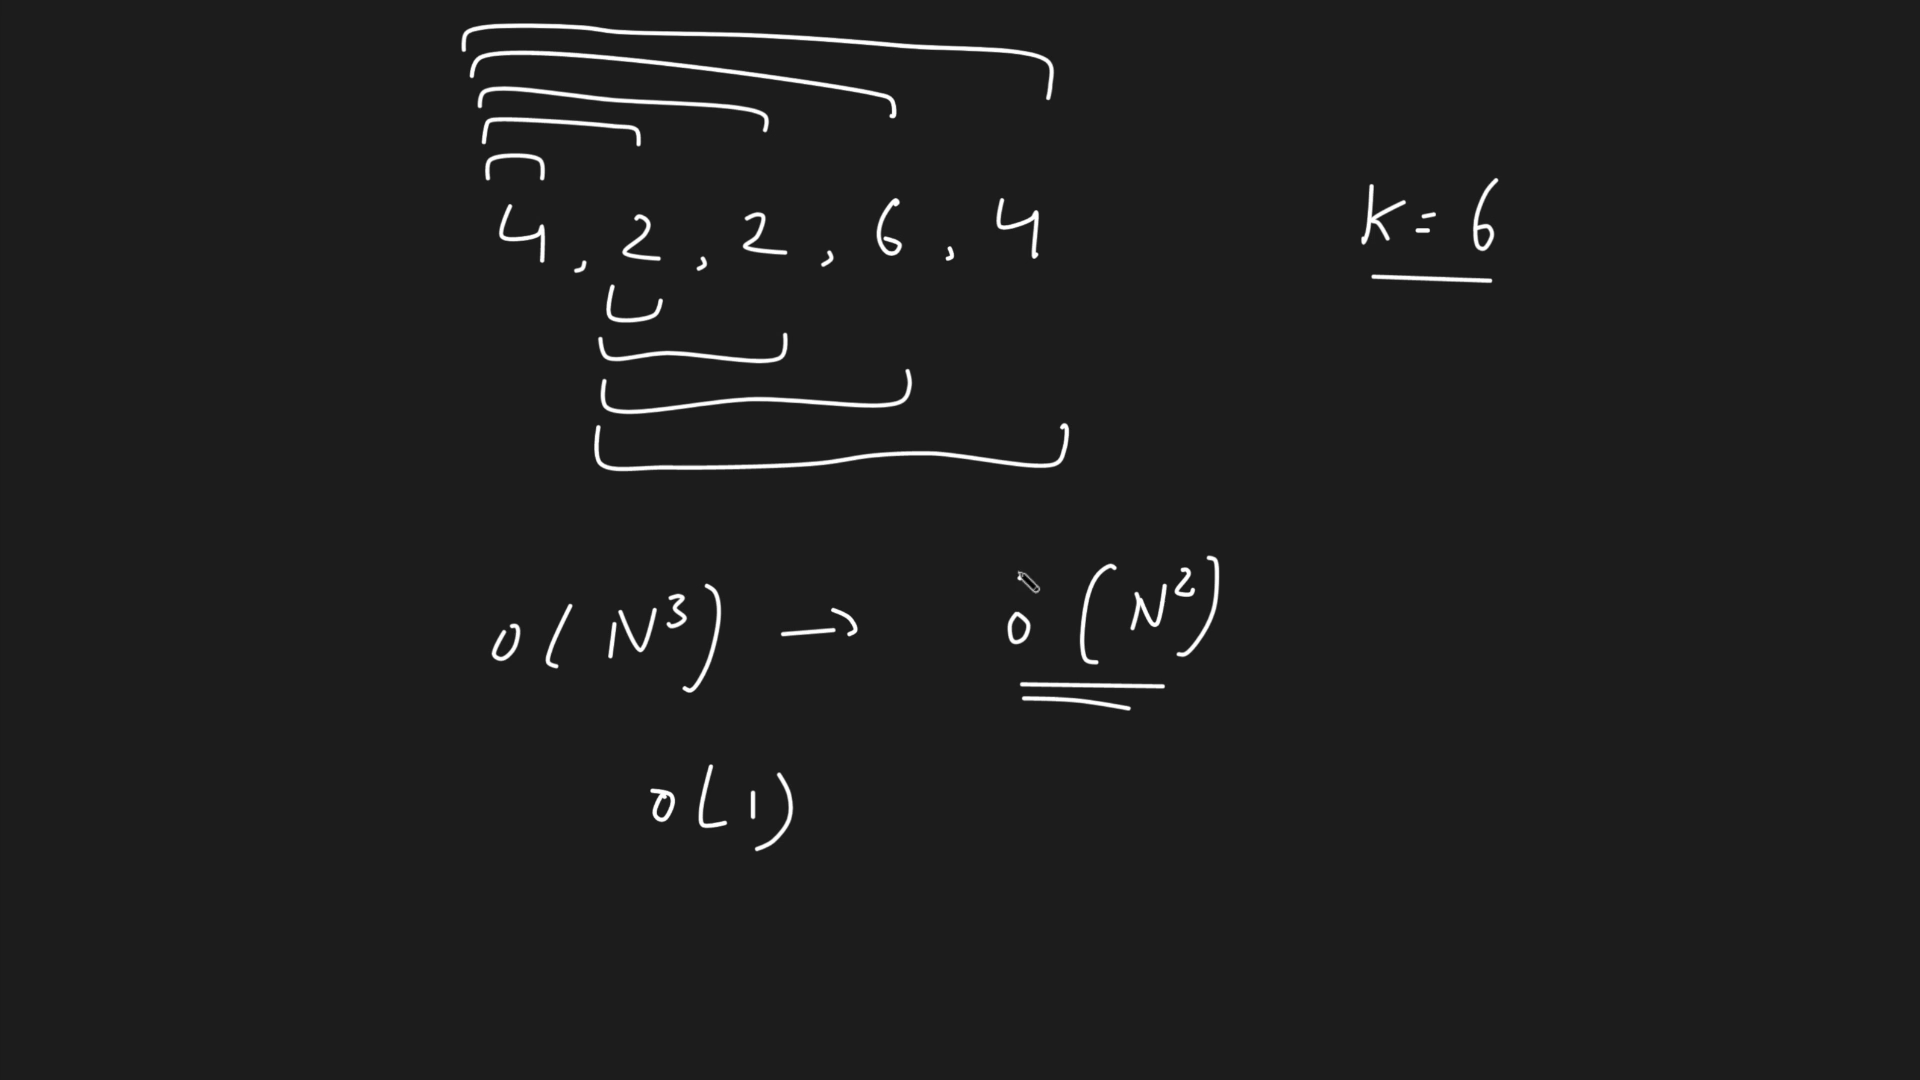 4, 2, 2, 6, 4
K = 6
O(N³) → O(N²)
O(1)